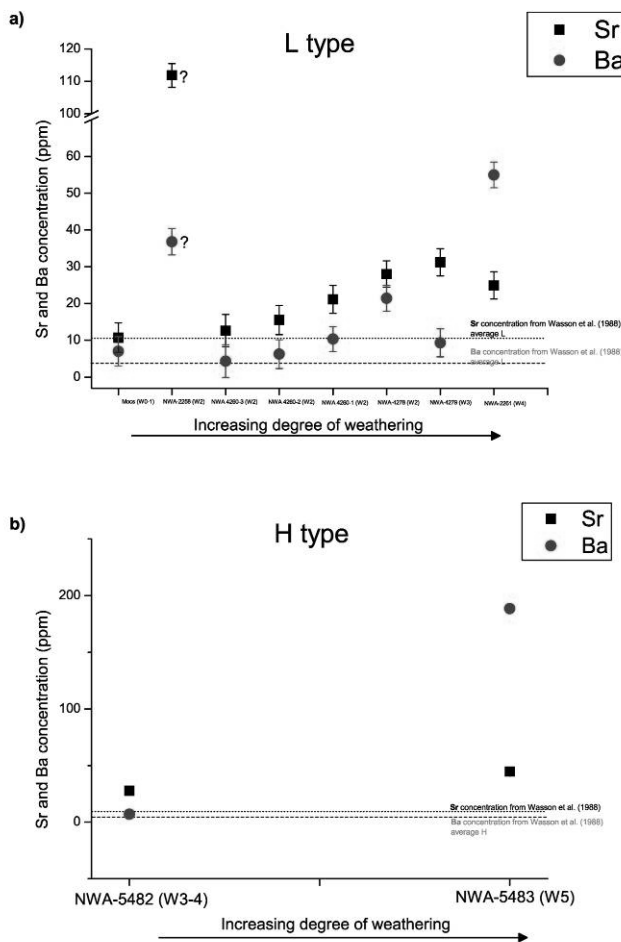 a)
L type
Sr
Ba
120
110
100
60
50
40
30
20
10
0
Sr and Ba concentration (ppm)
?
?
Sr concentration from Wasson et al. (1988)
average L
Ba concentration from Wasson et al. (1988)
average L
Mocs (W0-1) NWA-2258 (W2) NWA 4260-3 (W2) NWA 4260-2 (W2) NWA 4260-1 (W2) NWA-4279 (W2) NWA-4279 (W3) NWA-2261 (W4)
Increasing degree of weathering
b)
H type
Sr
Ba
200
100
0
Sr and Ba concentration (ppm)
Sr concentration from Wasson et al. (1988)
Ba concentration from Wasson et al. (1988)
average H
NWA-5482 (W3-4) NWA-5483 (W5)
Increasing degree of weathering